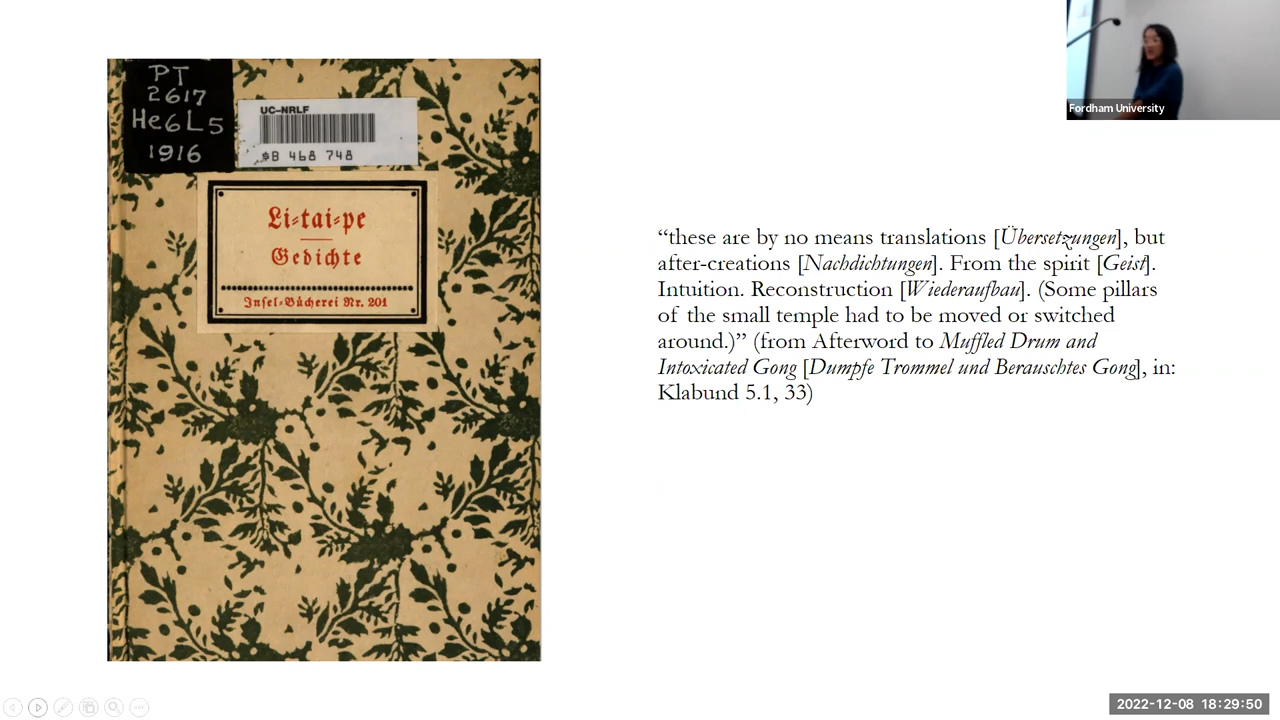 PT
2617
He6L5
1916
UC-NRLF
$B 468 748
Li=tai=pe
Gedichte
Insel=Bücherei Nr. 201
Fordham University
“these are by no means translations [Übersetzungen], but
after-creations [Nachdichtungen]. From the spirit [Geist].
Intuition. Reconstruction [Wiederaufbau]. (Some pillars
of the small temple had to be moved or switched
around.)” (from Afterword to Muffled Drum and
Intoxicated Gong [Dumpfe Trommel und Berauschtes Gong], in:
Klabund 5.1, 33)
2022-12-08 18:29:50